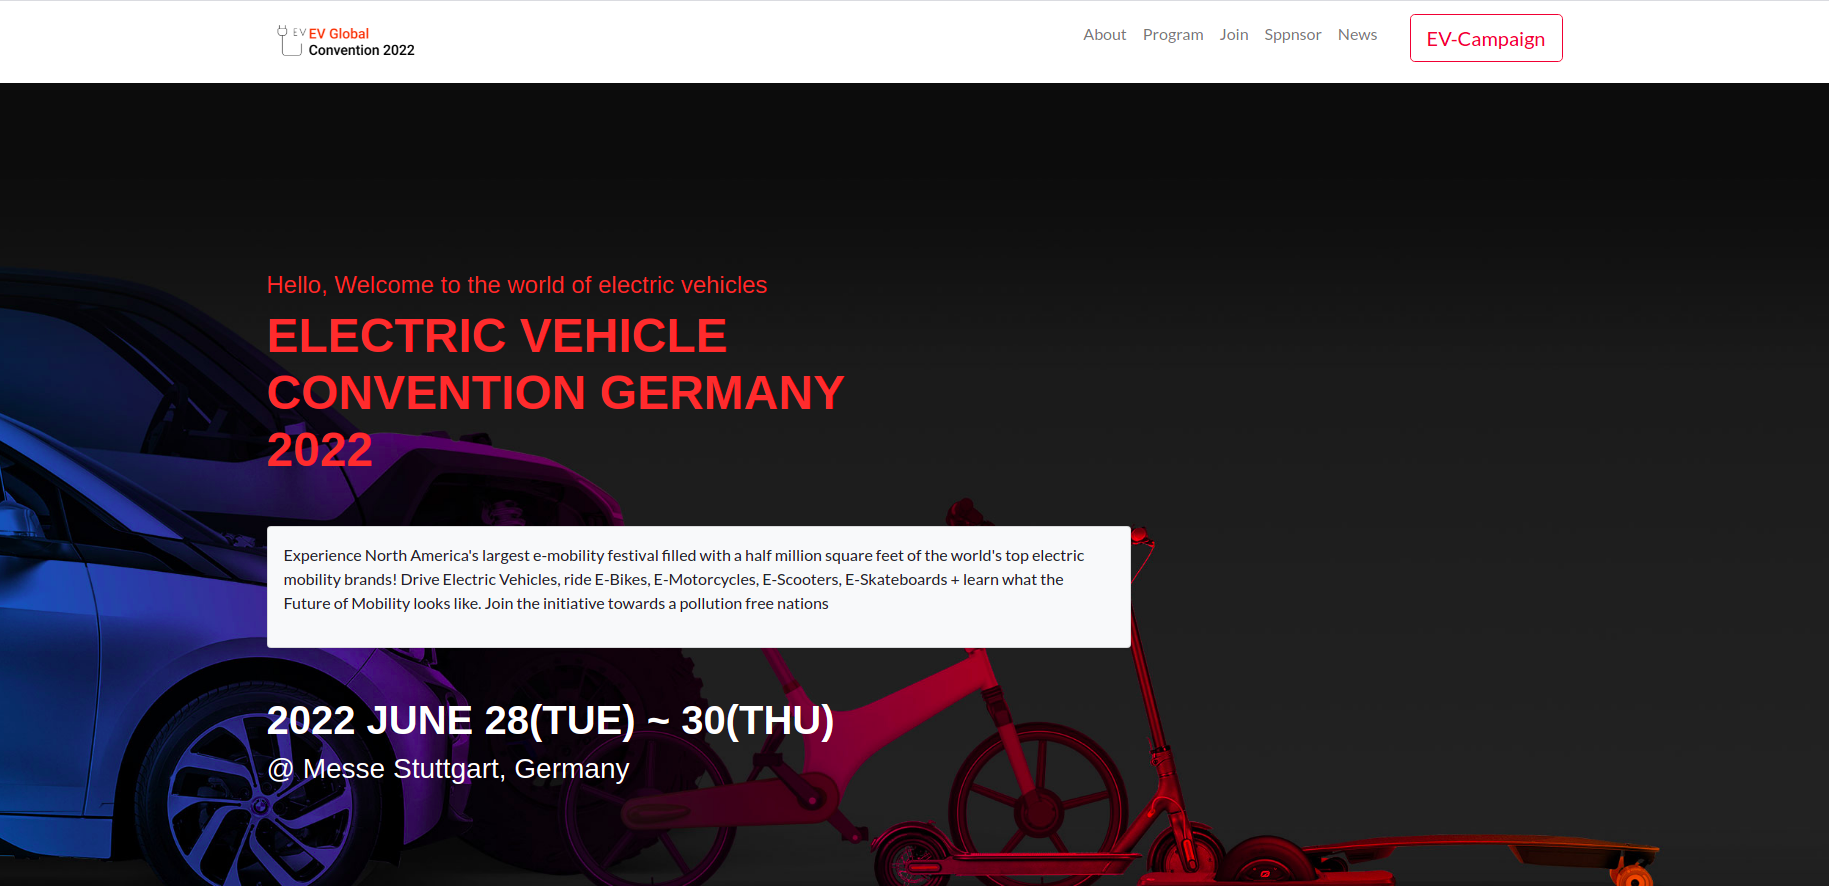 EV EV Global
Convention 2022
About Program Join Sppnsor News EV-Campaign
Hello, Welcome to the world of electric vehicles
ELECTRIC VEHICLE
CONVENTION GERMANY
2022
Experience North America's largest e-mobility festival filled with a half million square feet of the world's top electric
mobility brands! Drive Electric Vehicles, ride E-Bikes, E-Motorcycles, E-Scooters, E-Skateboards + learn what the
Future of Mobility looks like. Join the initiative towards a pollution free nations
2022 JUNE 28(TUE) ~ 30(THU)
@ Messe Stuttgart, Germany